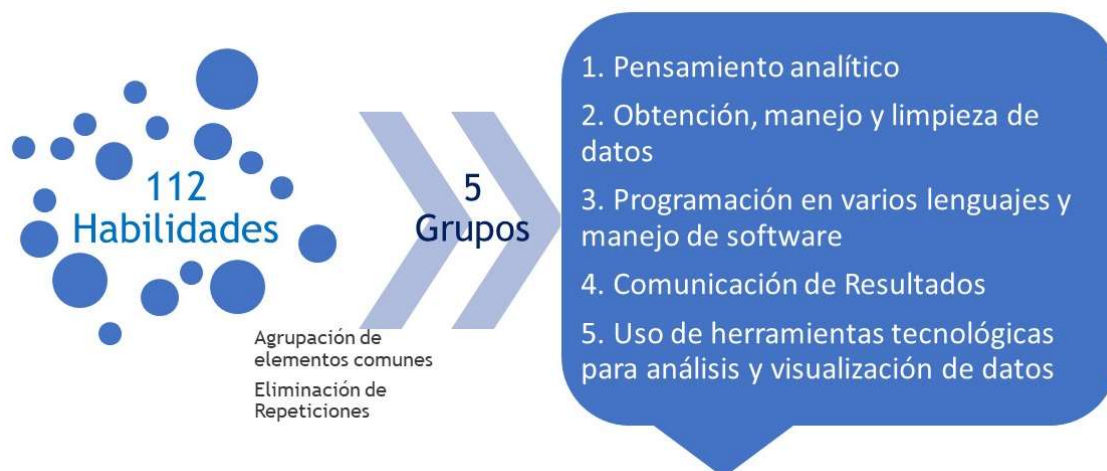 112
Habilidades
Agrupación de
elementos comunes
Eliminación de
Repeticiones
5
Grupos
1. Pensamiento analítico
2. Obtención, manejo y limpieza de
datos
3. Programación en varios lenguajes y
manejo de software
4. Comunicación de Resultados
5. Uso de herramientas tecnológicas
para análisis y visualización de datos